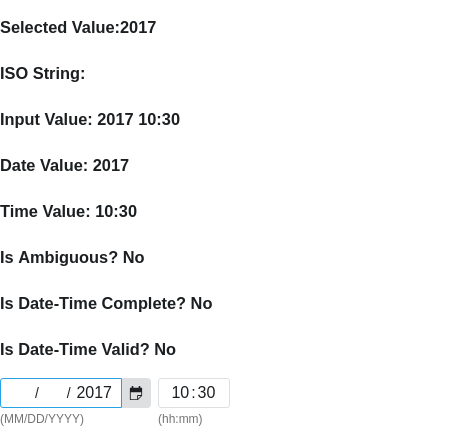 Selected Value:2017
ISO String:
Input Value: 2017 10:30
Date Value: 2017
Time Value: 10:30
Is Ambiguous? No
Is Date-Time Complete? No
Is Date-Time Valid? No
/ / 2017 10:30
(MM/DD/YYYY) (hh:mm)